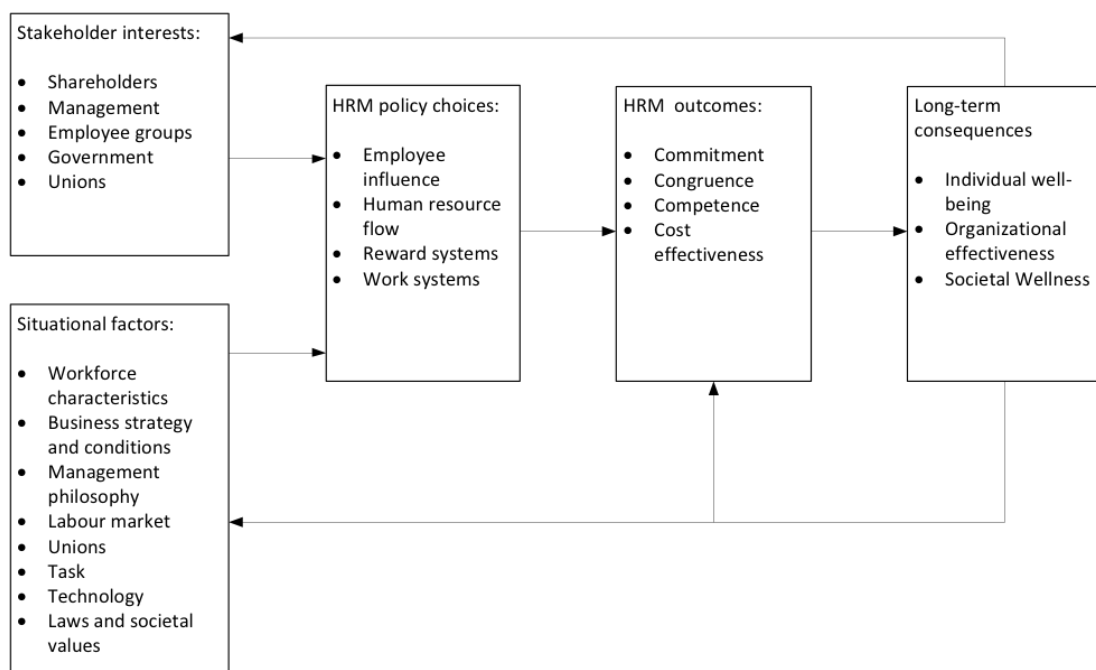 Stakeholder interests:
• Shareholders
• Management
• Employee groups
• Government
• Unions
Situational factors:
• Workforce
characteristics
• Business strategy
and conditions
• Management
philosophy
• Labour market
• Unions
• Task
• Technology
• Laws and societal
values
HRM policy choices:
• Employee
influence
• Human resource
flow
• Reward systems
• Work systems
HRM outcomes:
• Commitment
• Congruence
• Competence
• Cost
effectiveness
Long-term
consequences
• Individual well-
being
• Organizational
effectiveness
• Societal Wellness